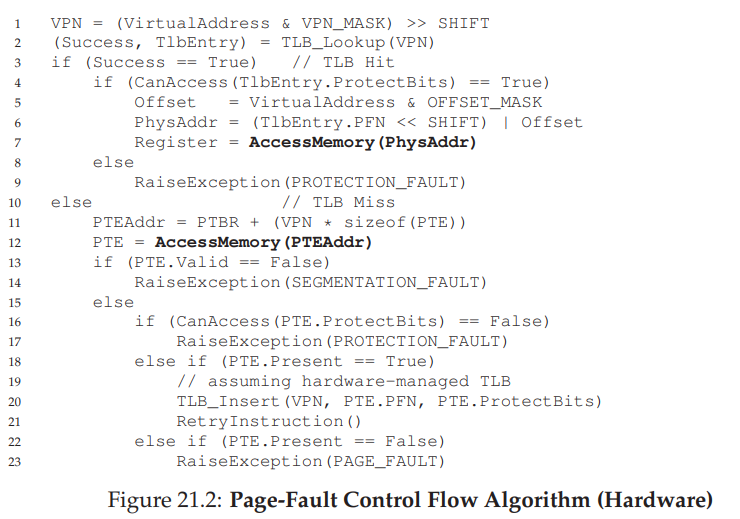 1 VPN = (VirtualAddress & VPN_MASK) >> SHIFT
2 (Success, TlbEntry) = TLB_Lookup(VPN)
3 if (Success == True) // TLB Hit
4 if (CanAccess(TlbEntry.ProtectBits) == True)
5 Offset = VirtualAddress & OFFSET_MASK
6 PhysAddr = (TlbEntry.PFN << SHIFT) | Offset
7 Register = AccessMemory(PhysAddr)
8 else
9 RaiseException(PROTECTION_FAULT)
10 else // TLB Miss
11 PTEAddr = PTBR + (VPN * sizeof(PTE))
12 PTE = AccessMemory(PTEAddr)
13 if (PTE.Valid == False)
14 RaiseException(SEGMENTATION_FAULT)
15 else
16 if (CanAccess(PTE.ProtectBits) == False)
17 RaiseException(PROTECTION_FAULT)
18 else if (PTE.Present == True)
19 // assuming hardware-managed TLB
20 TLB_Insert(VPN, PTE.PFN, PTE.ProtectBits)
21 RetryInstruction()
22 else if (PTE.Present == False)
23 RaiseException(PAGE_FAULT)
Figure 21.2: Page-Fault Control Flow Algorithm (Hardware)